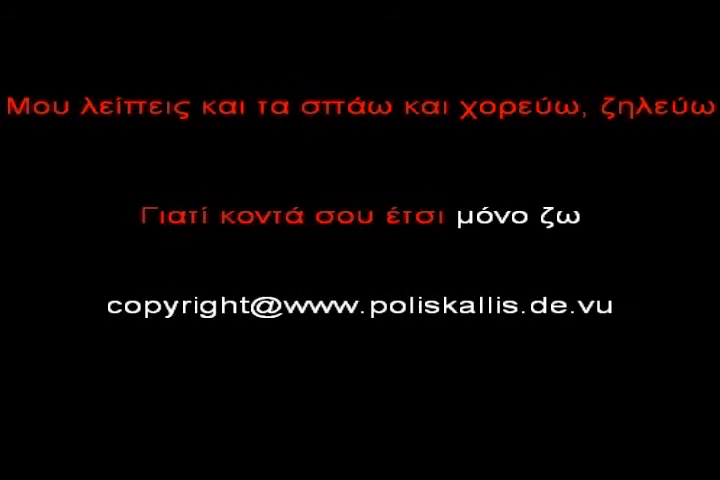 Μου λείπεις και τα σπάω και χορεύω, ζηλεύω
Γιατί κοντά σου έτσι μόνο ζω
copyright@www.poliskallis.de.vu